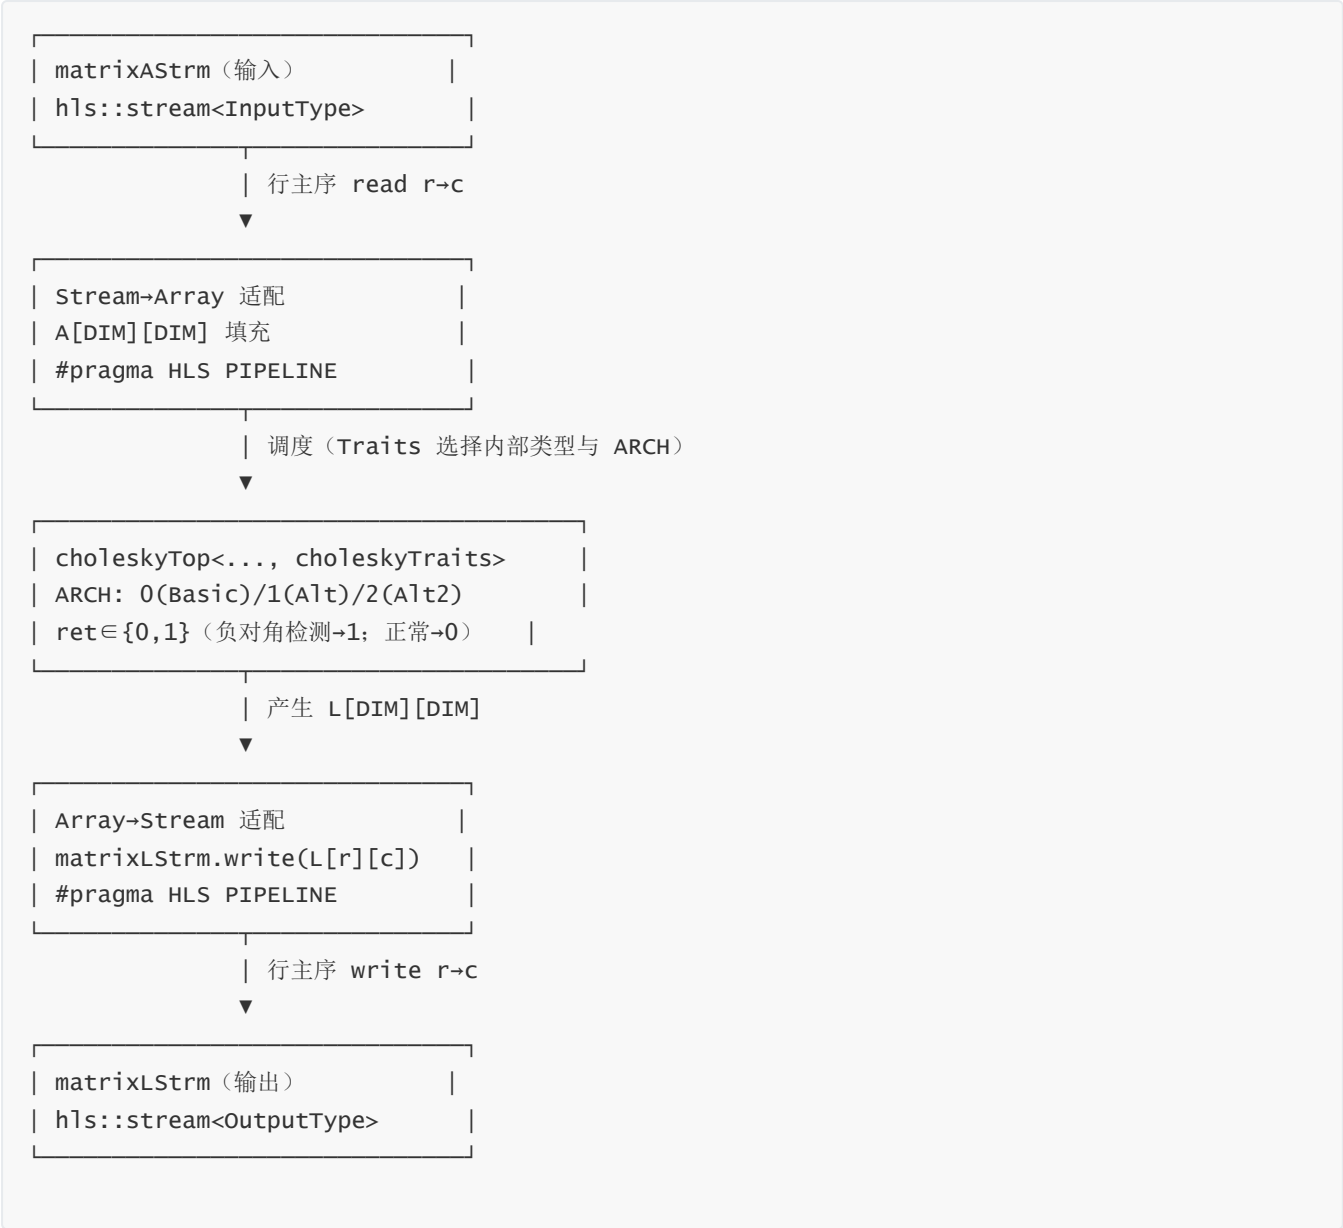 matrixAStrm（输入）
hls::stream<InputType>
行主序 read r→c
Stream→Array 适配
A[DIM][DIM] 填充
#pragma HLS PIPELINE
调度（Traits 选择内部类型与 ARCH）
choleskyTop<..., choleskyTraits>
ARCH: 0(Basic)/1(Alt)/2(Alt2)
ret∈{0,1}（负对角检测→1；正常→0）
产生 L[DIM][DIM]
Array→Stream 适配
matrixLStrm.write(L[r][c])
#pragma HLS PIPELINE
行主序 write r→c
matrixLStrm（输出）
hls::stream<OutputType>